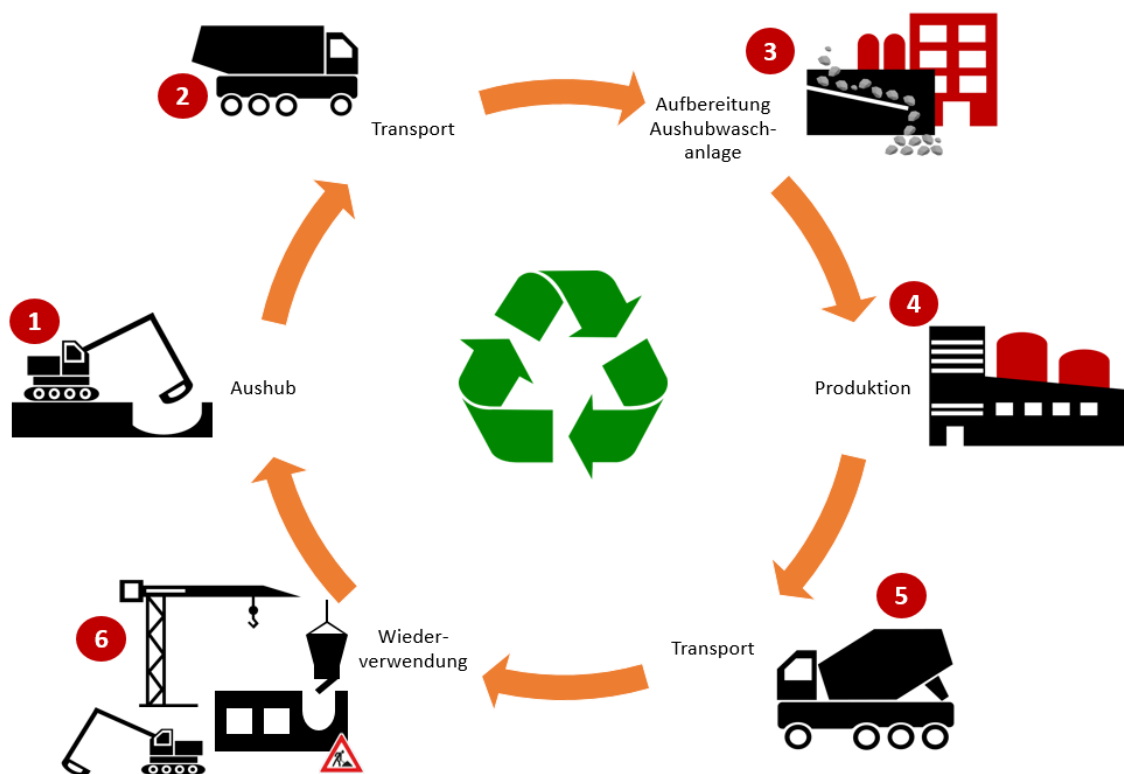 1
Aushub
2
Transport
3
Aufbereitung
Aushubwasch-
anlage
4
Produktion
5
Transport
6
Wieder-
verwendung